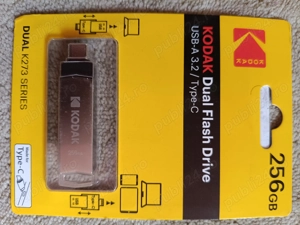 KODAK
KODAK Dual Flash Drive
USB-A 3.2 / Type-C
256GB
DUAL K273 SERIES
KODAK
Type-C